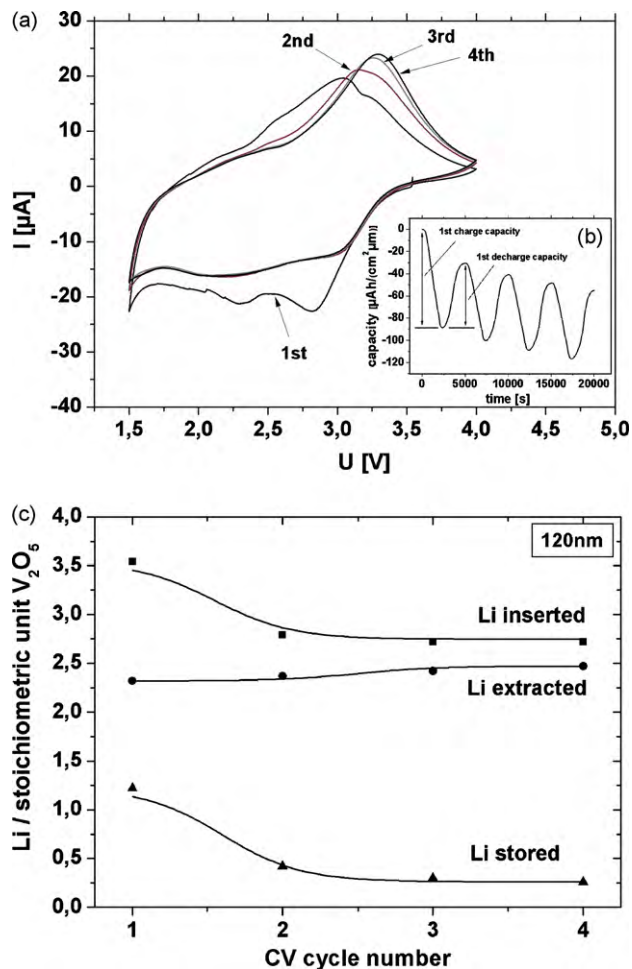 (a)
30
20
10
0
-10
-20
-30
-40
I [µA]
2nd
3rd
4th
1st
1,5
2,0
2,5
3,0
3,5
4,0
4,5
5,0
U [V]
(b)
capacity [µAh/(cm²µm)]
0
-20
-40
-60
-80
-100
-120
1st charge capacity
1st decharge capacity
0
5000
10000
15000
20000
time [s]
(c)
4,0
3,5
3,0
2,5
2,0
1,5
1,0
0,5
0,0
Li / stoichiometric unit V₂O₅
120nm
Li inserted
Li extracted
Li stored
1
2
3
4
CV cycle number